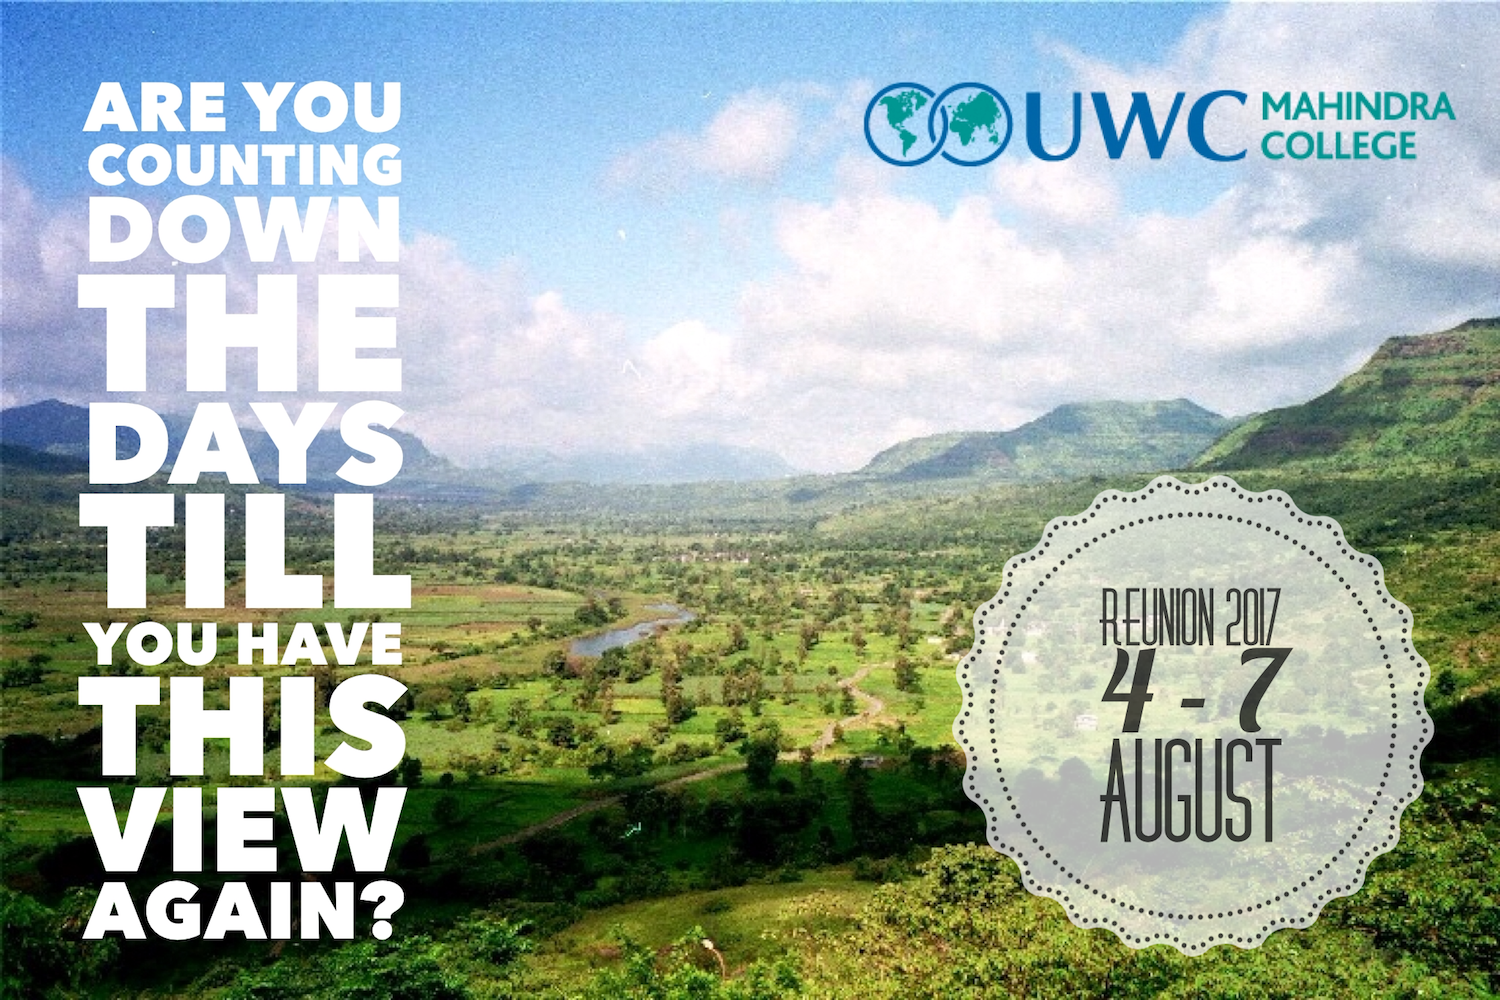 ARE YOU
COUNTING
DOWN
THE
DAYS
TILL
YOU HAVE
THIS
VIEW
AGAIN?
UWC MAHINDRA
COLLEGE
REUNION 2017
4 - 7
AUGUST